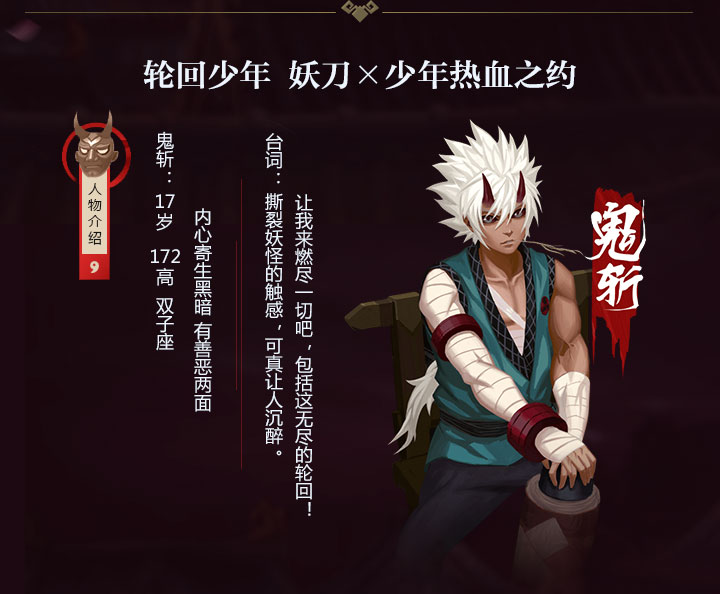 轮回少年 妖刀×少年热血之约
人物介绍
9
鬼斩：17岁 172高 双子座
内心寄生黑暗 有善恶两面
台词：撕裂妖怪的触感，可真让人沉醉。
让我来燃尽一切吧，包括这无尽的轮回！
鬼斩